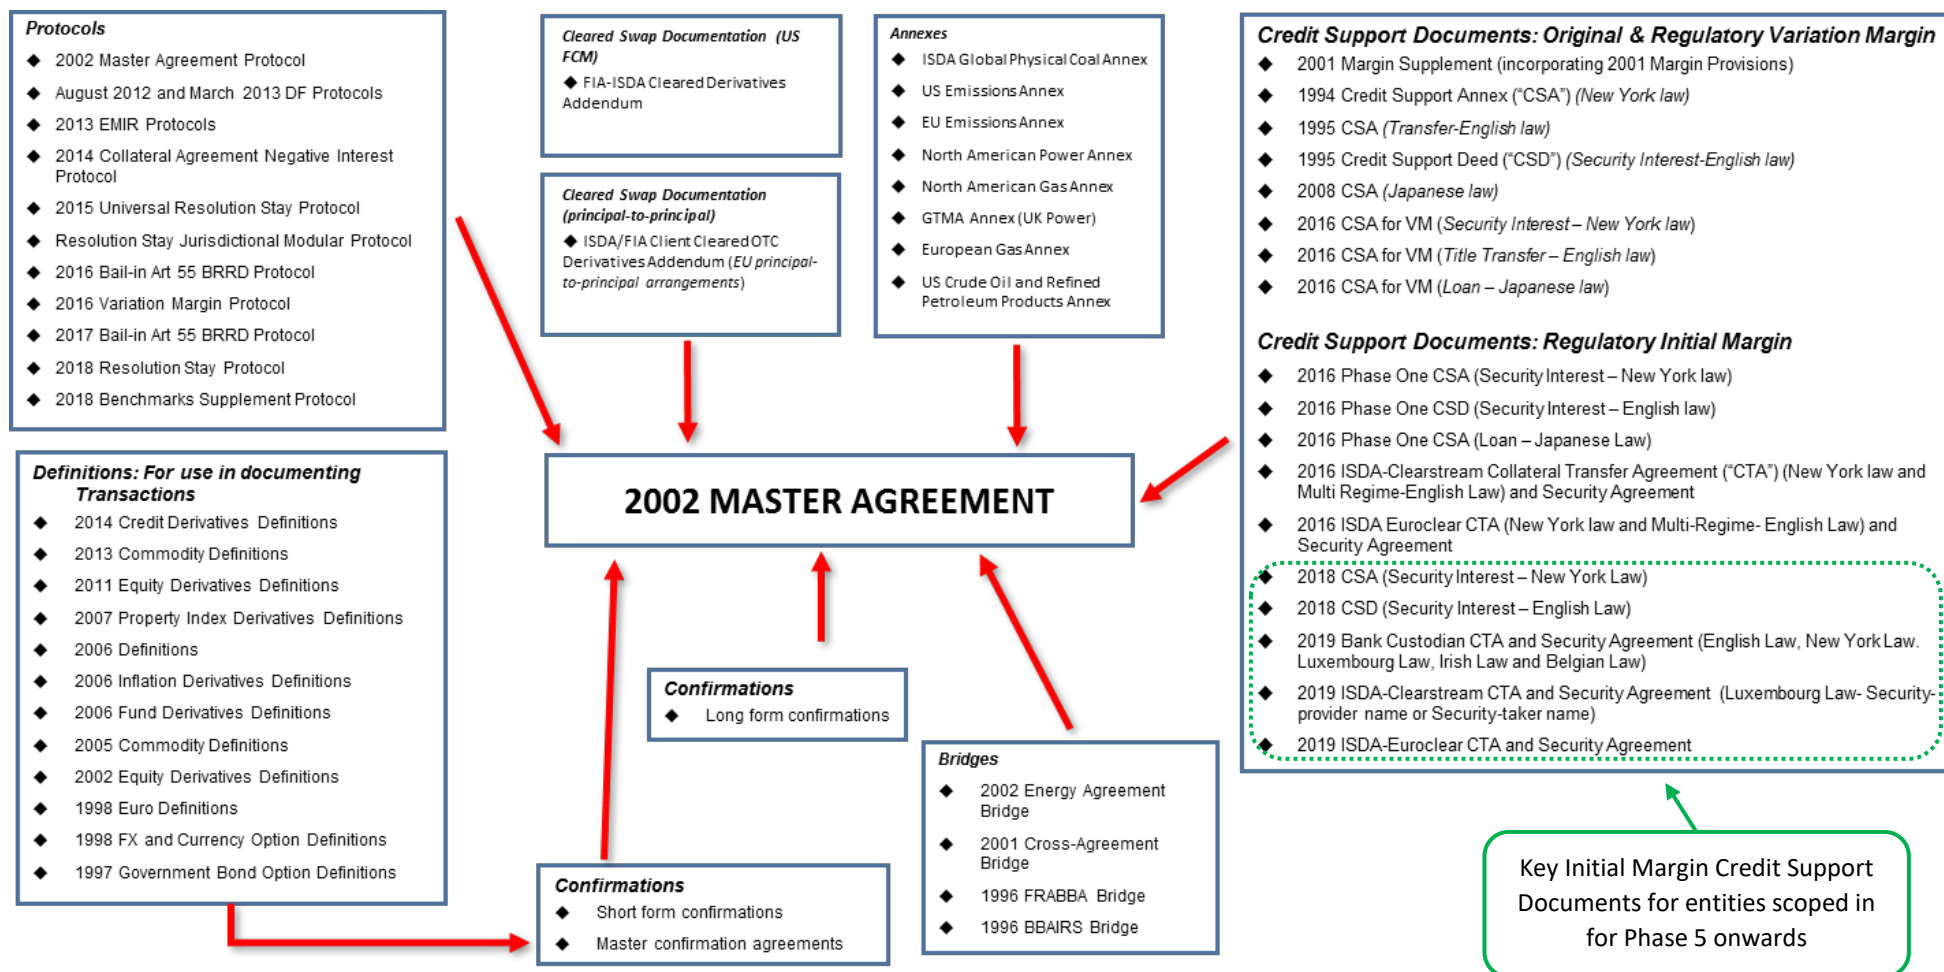 Protocols
◆ 2002 Master Agreement Protocol
◆ August 2012 and March 2013 DF Protocols
◆ 2013 EMIR Protocols
◆ 2014 Collateral Agreement Negative Interest
Protocol
◆ 2015 Universal Resolution Stay Protocol
◆ Resolution Stay Jurisdictional Modular Protocol
◆ 2016 Bail-in Art 55 BRRD Protocol
◆ 2016 Variation Margin Protocol
◆ 2017 Bail-in Art 55 BRRD Protocol
◆ 2018 Resolution Stay Protocol
◆ 2018 Benchmarks Supplement Protocol
Cleared Swap Documentation (US
FCM)
◆ FIA-ISDA Cleared Derivatives
Addendum
Cleared Swap Documentation
(principal-to-principal)
◆ ISDA/FIA Client Cleared OTC
Derivatives Addendum (EU principal-
to-principal arrangements)
Annexes
◆ ISDA Global Physical Coal Annex
◆ US Emissions Annex
◆ EU Emissions Annex
◆ North American Power Annex
◆ North American Gas Annex
◆ GTMA Annex (UK Power)
◆ European Gas Annex
◆ US Crude Oil and Refined
Petroleum Products Annex
Credit Support Documents: Original & Regulatory Variation Margin
◆ 2001 Margin Supplement (incorporating 2001 Margin Provisions)
◆ 1994 Credit Support Annex (“CSA”) (New York law)
◆ 1995 CSA (Transfer-English law)
◆ 1995 Credit Support Deed (“CSD”) (Security Interest-English law)
◆ 2008 CSA (Japanese law)
◆ 2016 CSA for VM (Security Interest – New York law)
◆ 2016 CSA for VM (Title Transfer – English law)
◆ 2016 CSA for VM (Loan – Japanese law)
Credit Support Documents: Regulatory Initial Margin
◆ 2016 Phase One CSA (Security Interest – New York law)
◆ 2016 Phase One CSD (Security Interest – English law)
◆ 2016 Phase One CSA (Loan – Japanese Law)
◆ 2016 ISDA-Clearstream Collateral Transfer Agreement (“CTA”) (New York law and
Multi Regime-English Law) and Security Agreement
◆ 2016 ISDA Euroclear CTA (New York law and Multi-Regime- English Law) and
Security Agreement
◆ 2018 CSA (Security Interest – New York Law)
◆ 2018 CSD (Security Interest – English Law)
◆ 2019 Bank Custodian CTA and Security Agreement (English Law, New York Law.
Luxembourg Law, Irish Law and Belgian Law)
◆ 2019 ISDA-Clearstream CTA and Security Agreement (Luxembourg Law- Security-
provider name or Security-taker name)
◆ 2019 ISDA-Euroclear CTA and Security Agreement
2002 MASTER AGREEMENT
Definitions: For use in documenting
Transactions
◆ 2014 Credit Derivatives Definitions
◆ 2013 Commodity Definitions
◆ 2011 Equity Derivatives Definitions
◆ 2007 Property Index Derivatives Definitions
◆ 2006 Definitions
◆ 2006 Inflation Derivatives Definitions
◆ 2006 Fund Derivatives Definitions
◆ 2005 Commodity Definitions
◆ 2002 Equity Derivatives Definitions
◆ 1998 Euro Definitions
◆ 1998 FX and Currency Option Definitions
◆ 1997 Government Bond Option Definitions
Confirmations
◆ Long form confirmations
Confirmations
◆ Short form confirmations
◆ Master confirmation agreements
Bridges
◆ 2002 Energy Agreement
Bridge
◆ 2001 Cross-Agreement
Bridge
◆ 1996 FRABBA Bridge
◆ 1996 BBAIRS Bridge
Key Initial Margin Credit Support
Documents for entities scoped in
for Phase 5 onwards